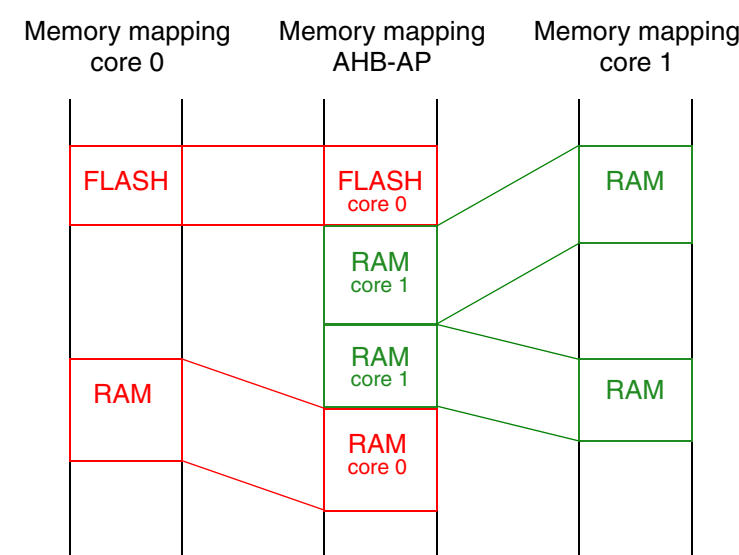 Memory mapping
core 0
Memory mapping
AHB-AP
Memory mapping
core 1
FLASH
FLASH
core 0
RAM
RAM
core 1
RAM
core 1
RAM
RAM
RAM
core 0